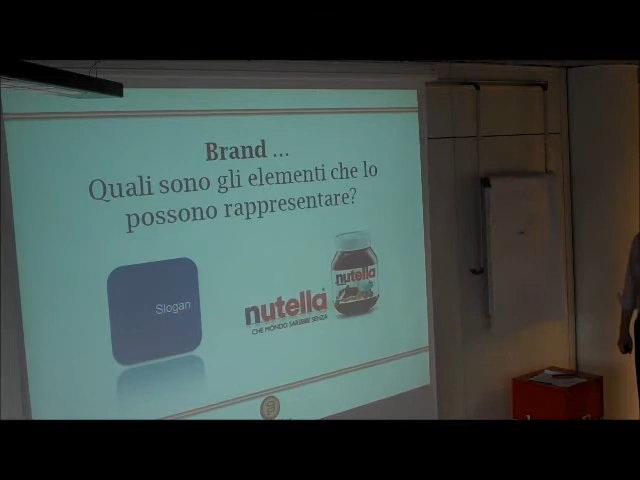 Brand ...
Quali sono gli elementi che lo
possono rappresentare?
Slogan
nutella
nutella
CHE MONDO SAREBBE SENZA